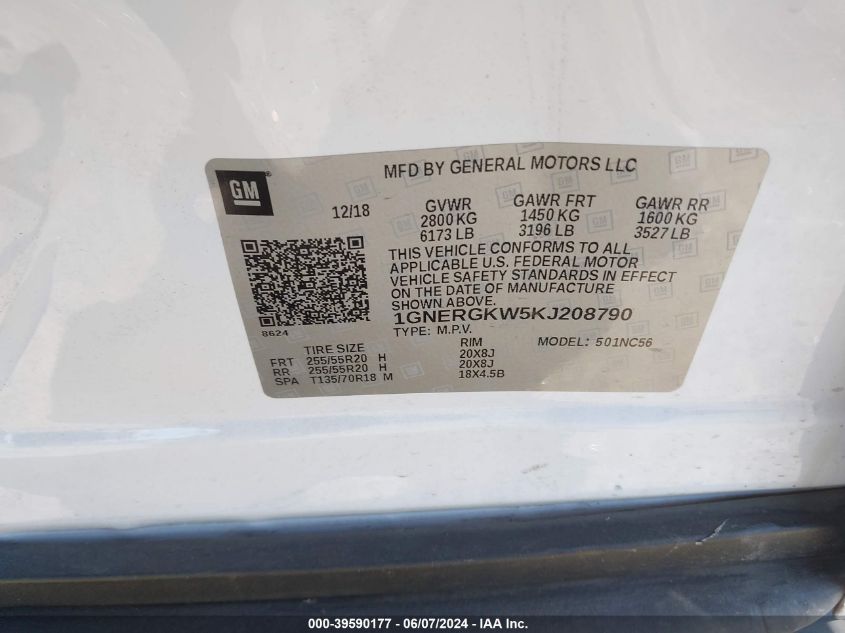 MFD BY GENERAL MOTORS LLC
GM
12/18
GVWR GAWR FRT GAWR RR
2800 KG 1450 KG 1600 KG
6173 LB 3196 LB 3527 LB
THIS VEHICLE CONFORMS TO ALL
APPLICABLE U.S. FEDERAL MOTOR
VEHICLE SAFETY STANDARDS IN EFFECT
ON THE DATE OF MANUFACTURE
SHOWN ABOVE.
8624
1GNERGKW5KJ208790
TYPE: M.P.V. MODEL: 501NC56
TIRE SIZE RIM
FRT 255/55R20 H 20X8J
RR 255/55R20 H 20X8J
SPA T135/70R18 M 18X4.5B
000-39590177 - 06/07/2024 - IAA Inc.